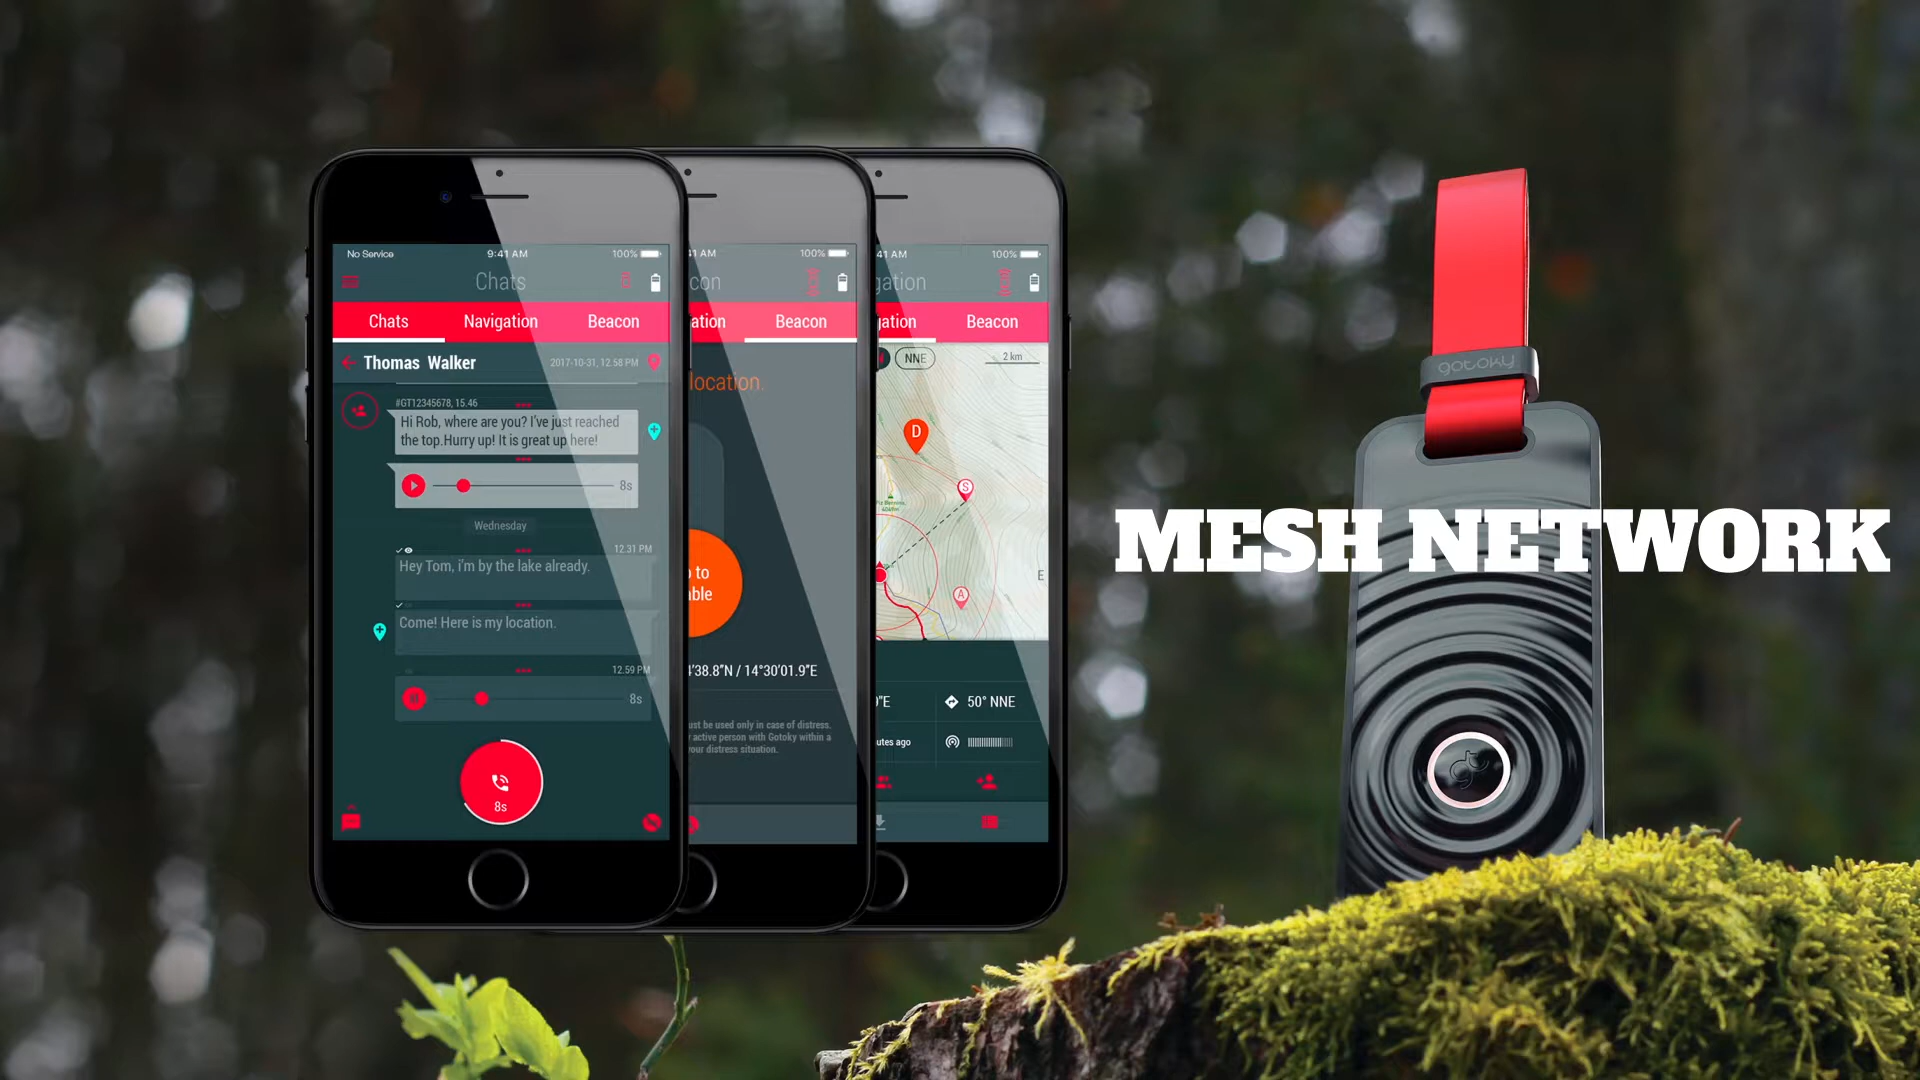 No Service 9:41 AM 100%
Chats
Chats Navigation Beacon
Thomas Walker 2017-10-31, 12.58 PM
#GT12345678, 15.46
Hi Rob, where are you? I've just reached
the top.Hurry up! It is great up here!
8s
Wednesday
12.31 PM
Hey Tom, i'm by the lake already.
Come! Here is my location.
12.59 PM
8s
8s
41 AM 100%
con
ation Beacon
location.
to
ble
38.8"N / 14°30'01.9"E
ust be used only in case of distress.
active person with Gotoky within a
our distress situation.
41 AM 100%
gation
ation Beacon
NNE 2 km
D
S
A
E
°E 50° NNE
utes ago
MESH NETWORK
gotoky
gt